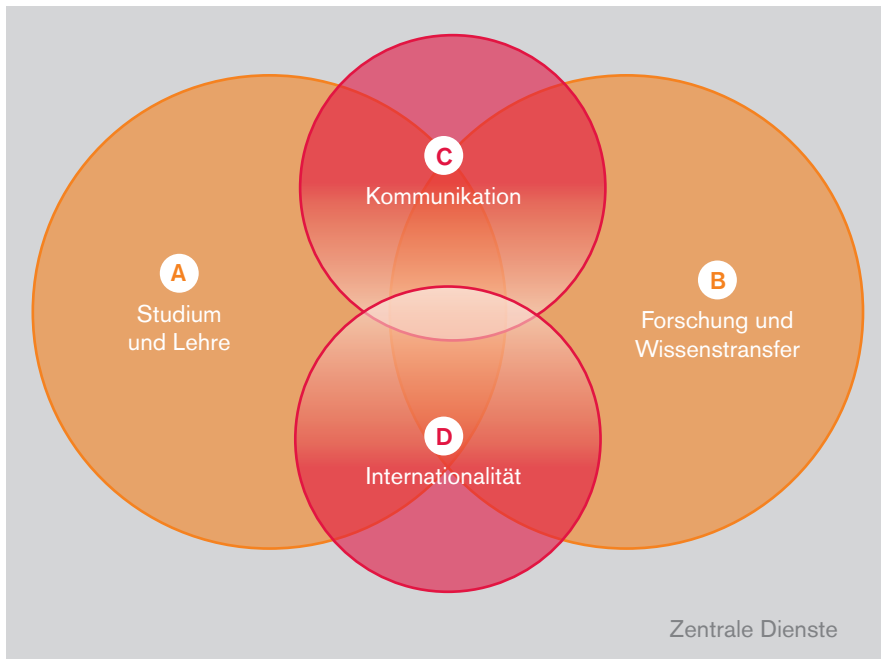 C
Kommunikation
A
Studium
und Lehre
B
Forschung und
Wissenstransfer
D
Internationalität
Zentrale Dienste